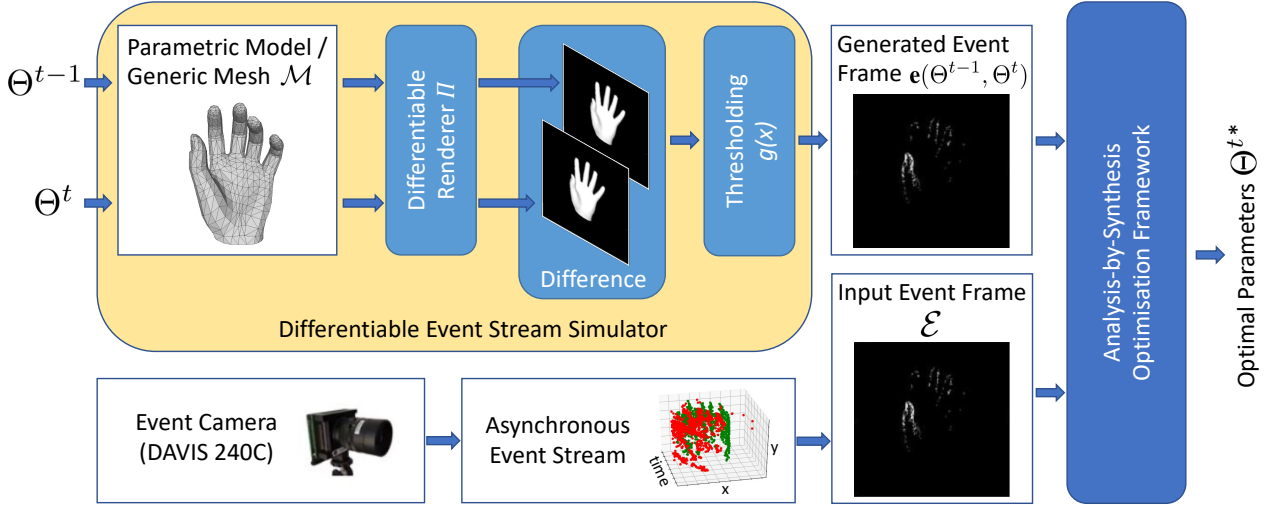 Θ^{t−1}
Θ^t
Parametric Model /
Generic Mesh ℳ
Differentiable
Renderer Π
Difference
Thresholding
g(x)
Differentiable Event Stream Simulator
Generated Event
Frame e(Θ^{t−1}, Θ^t)
Input Event Frame
ℰ
Event Camera
(DAVIS 240C)
Asynchronous
Event Stream
time
x
y
Analysis-by-Synthesis
Optimisation Framework
Optimal Parameters Θ^{t*}